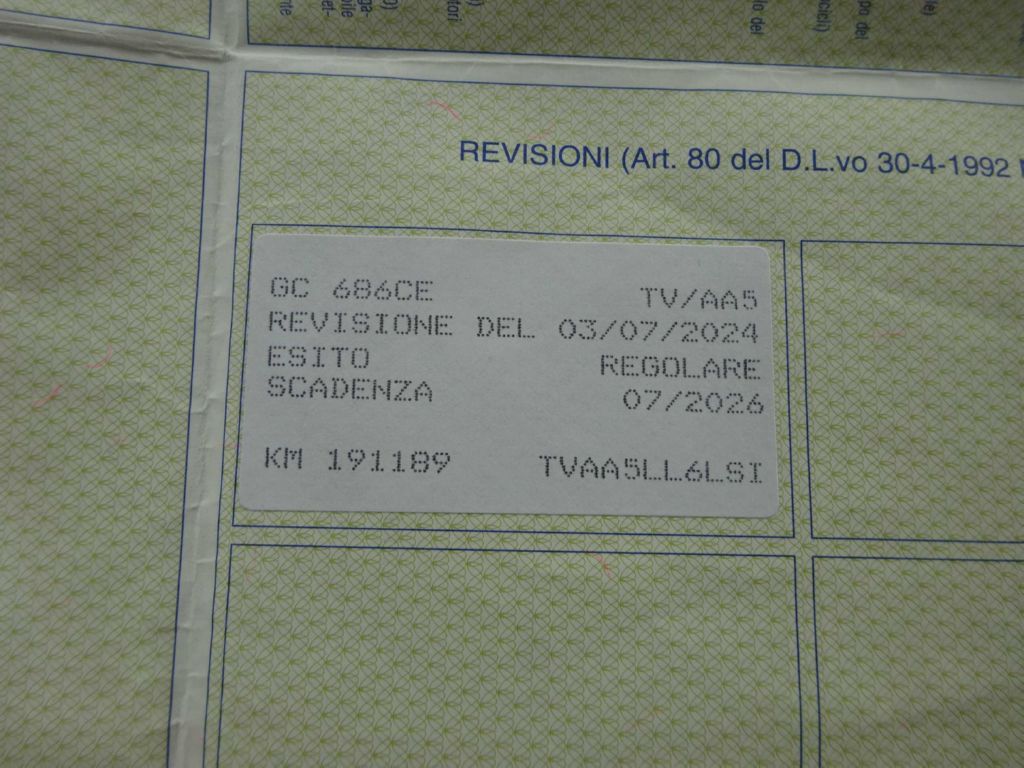 REVISIONI (Art. 80 del D.L.vo 30-4-1992
GC 686CE TV/AA5
REVISIONE DEL 03/07/2024
ESITO REGOLARE
SCADENZA 07/2026
KM 191189 TVAA5LL6LSI